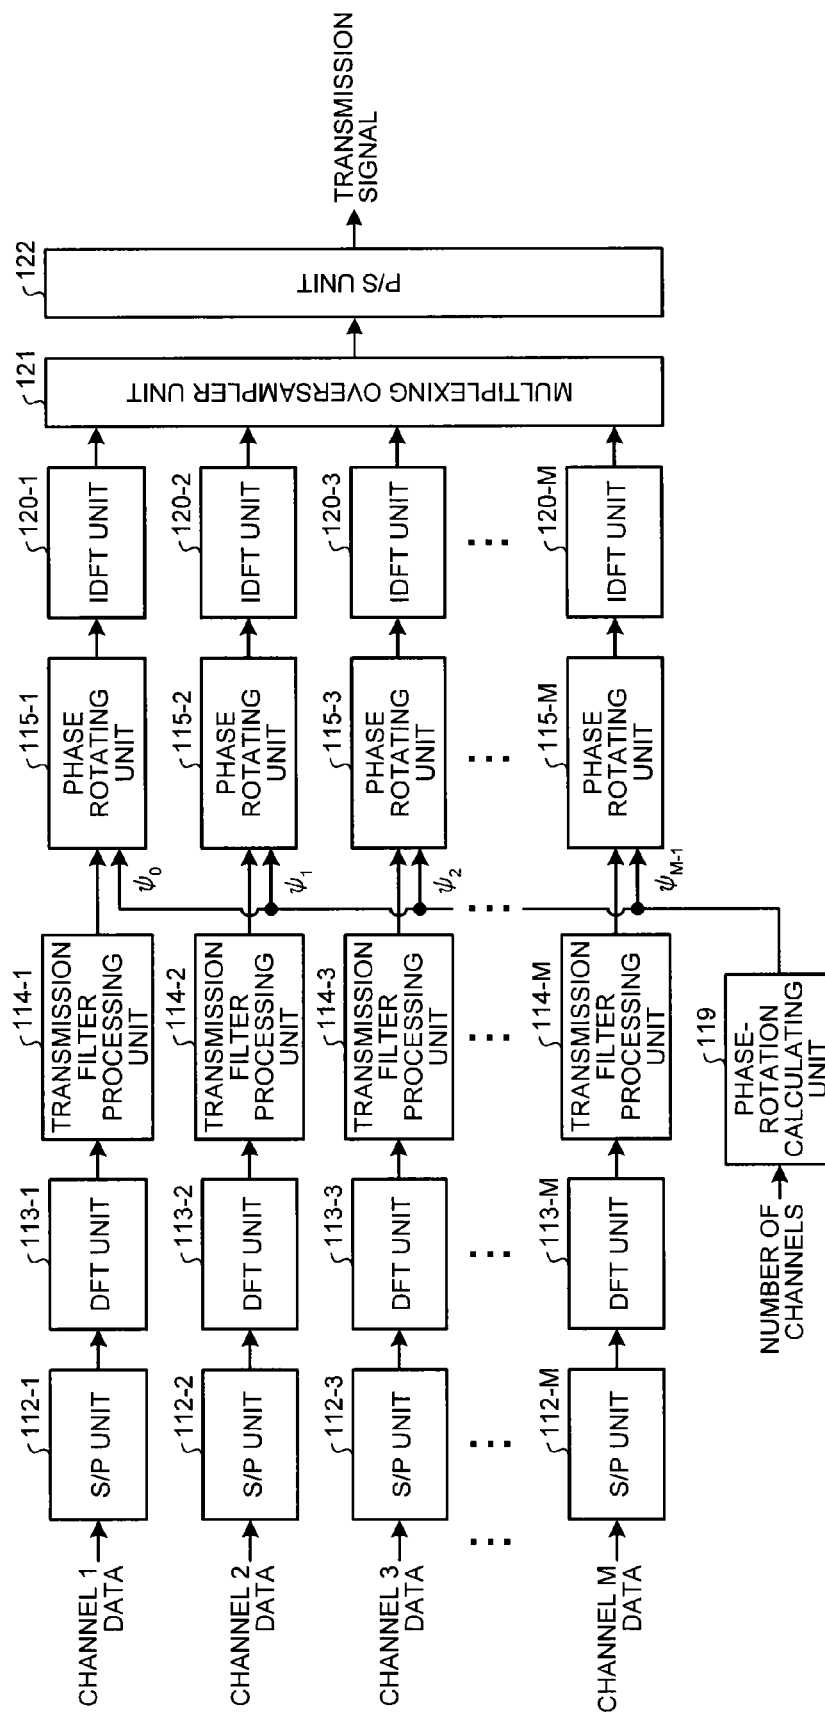 CHANNEL 1
DATA
112-1
S/P UNIT
113-1
DFT UNIT
114-1
TRANSMISSION
FILTER
PROCESSING
UNIT
ψ0
115-1
PHASE
ROTATING
UNIT
120-1
IDFT UNIT
CHANNEL 2
DATA
112-2
S/P UNIT
113-2
DFT UNIT
114-2
TRANSMISSION
FILTER
PROCESSING
UNIT
ψ1
115-2
PHASE
ROTATING
UNIT
120-2
IDFT UNIT
CHANNEL 3
DATA
112-3
S/P UNIT
113-3
DFT UNIT
114-3
TRANSMISSION
FILTER
PROCESSING
UNIT
ψ2
115-3
PHASE
ROTATING
UNIT
120-3
IDFT UNIT
...
...
...
...
...
...
...
CHANNEL M
DATA
112-M
S/P UNIT
113-M
DFT UNIT
114-M
TRANSMISSION
FILTER
PROCESSING
UNIT
ψM-1
115-M
PHASE
ROTATING
UNIT
120-M
IDFT UNIT
121
MULTIPLEXING OVERSAMPLER UNIT
122
P/S UNIT
TRANSMISSION
SIGNAL
NUMBER OF
CHANNELS
119
PHASE-
ROTATION
CALCULATING
UNIT